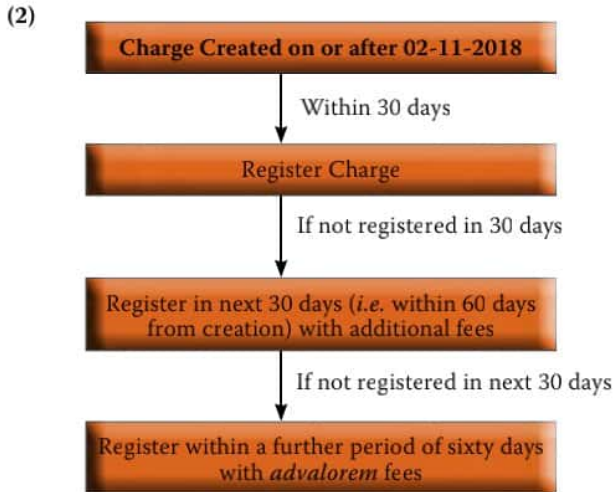 (2)
Charge Created on or after 02-11-2018
Within 30 days
Register Charge
If not registered in 30 days
Register in next 30 days (i.e. within 60 days
from creation) with additional fees
If not registered in next 30 days
Register within a further period of sixty days
with advalorem fees